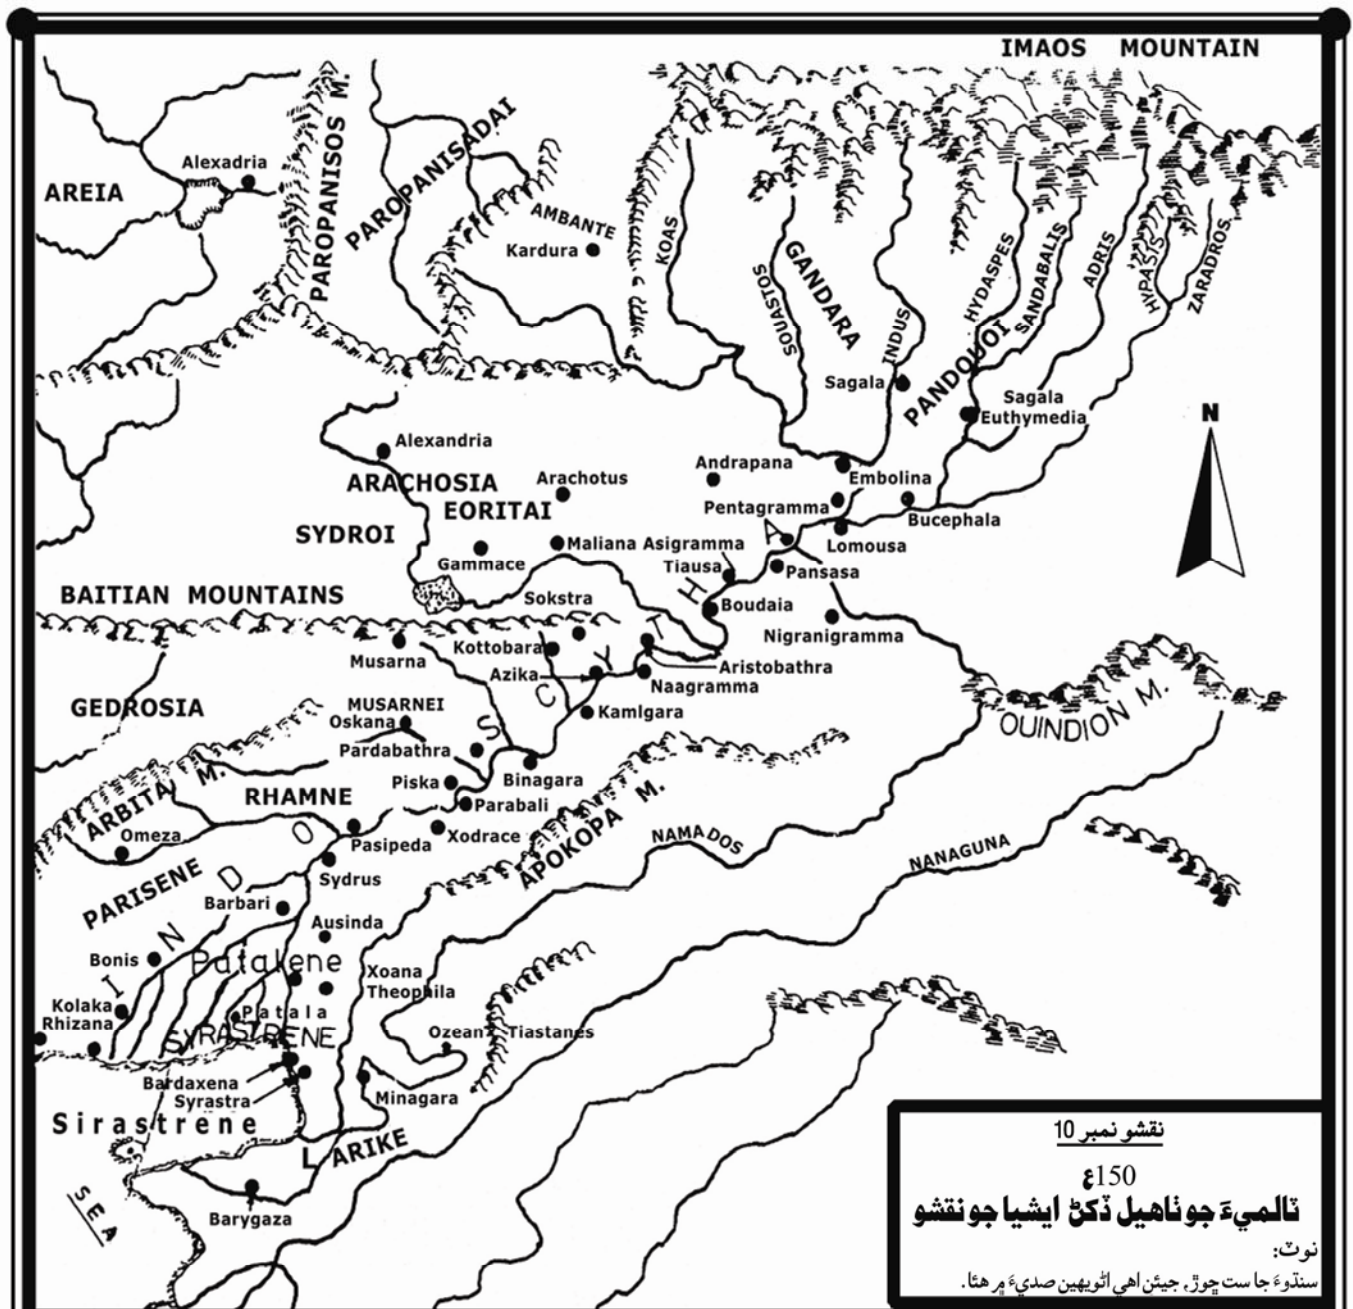 IMAOS MOUNTAIN
PAROPANISOS M.
PAROPANISADAI
Alexadria
AREIA
AMBANTE
Kardura
KOAS
SOUASTOS
GANDARA
INDUS
HYDASPES
SANDABALIS
ADRIS
HYPASIS
ZARADROS
PANDOUOI
Sagala
Sagala
Euthymedia
N
Alexandria
ARACHOSIA
Arachotus
Andrapana
Embolina
EORITAI
Pentagramma
Bucephala
SYDROI
Maliana
Asigramma
Lomousa
Gammace
Tiausa
Pansasa
BAITIAN MOUNTAINS
Sokstra
Boudaia
Nigranigramma
Musarna
Kottobara
Aristobathra
Azika
Naagramma
GEDROSIA
MUSARNEI
Oskana
Kamlgara
OUINDION M.
Pardabathra
Piska
Binagara
ARBITA M.
RHAMNE
Parabali
APOKOPA M.
Omeza
Pasipeda
Xodrace
NAMADOS
NANAGUNA
Sydrus
PARISENE
Barbari
Ausinda
INDOSCYTHA
Bonis
Patalene
Xoana
Theophila
Kolaka
Rhizana
Patala
SYRASTRENE
Ozean
Tiastanes
Bardaxena
Syrastra
Minagara
Sirastrene
LARIKE
SEA
Barygaza
نقشو نمبر 10
150ع
ٽالميءَ جو ٺاهيل ڏکڻ ايشيا جو نقشو
نوٽ:
سنڌوءَ جا ست ڇوڙ، جيئن اهي اٺويهين صديءَ ۾ هئا.